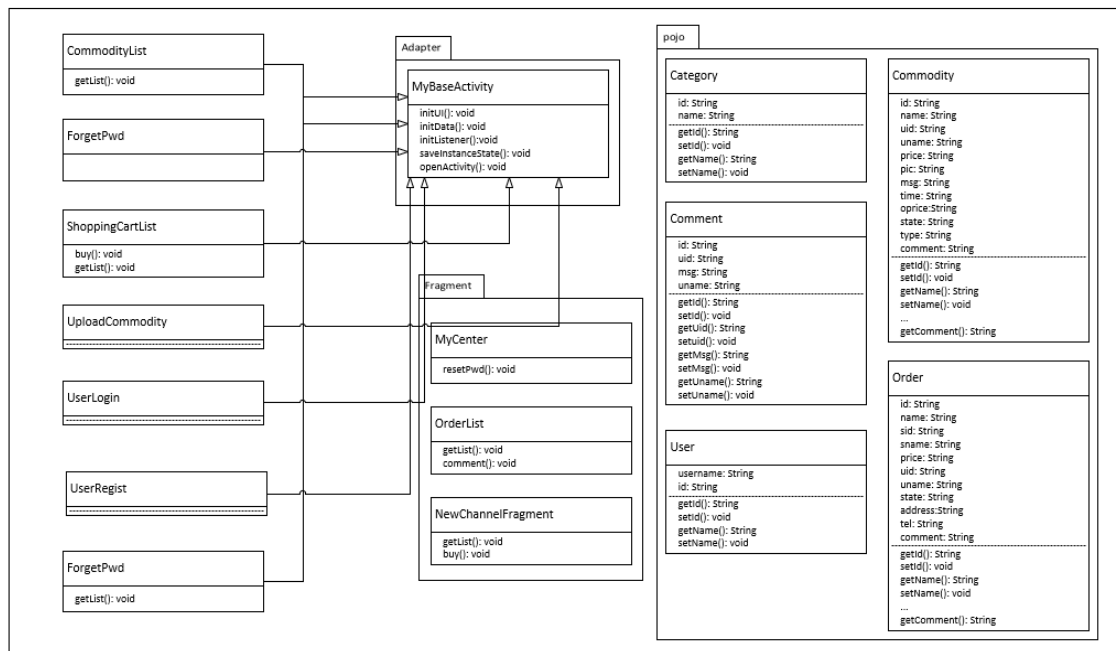 CommodityList
getList(): void
ForgetPwd
ShoppingCartList
buy(): void
getList(): void
UploadCommodity
UserLogin
UserRegist
ForgetPwd
getList(): void
Adapter
MyBaseActivity
initUI(): void
initData(): void
initListener():void
saveInstanceState(): void
openActivity(): void
Fragment
MyCenter
resetPwd(): void
OrderList
getList(): void
comment(): void
NewChannelFragment
getList(): void
buy(): void
pojo
Category
id: String
name: String
getId(): String
setId(): void
getName(): String
setName(): void
Comment
id: String
uid: String
msg: String
uname: String
getId(): String
setId(): void
getUid(): String
setuid(): void
getMsg(): String
setMsg(): void
getUname(): String
setUname(): void
User
username: String
id: String
getId(): String
setId(): void
getName(): String
setName(): void
Commodity
id: String
name: String
uid: String
uname: String
price: String
pic: String
msg: String
time: String
oprice:String
state: String
type: String
comment: String
getId(): String
setId(): void
getName(): String
setName(): void
...
getComment(): String
Order
id: String
name: String
sid: String
sname: String
price: String
uid: String
uname: String
state: String
address:String
tel: String
comment: String
getId(): String
setId(): void
getName(): String
setName(): void
...
getComment(): String